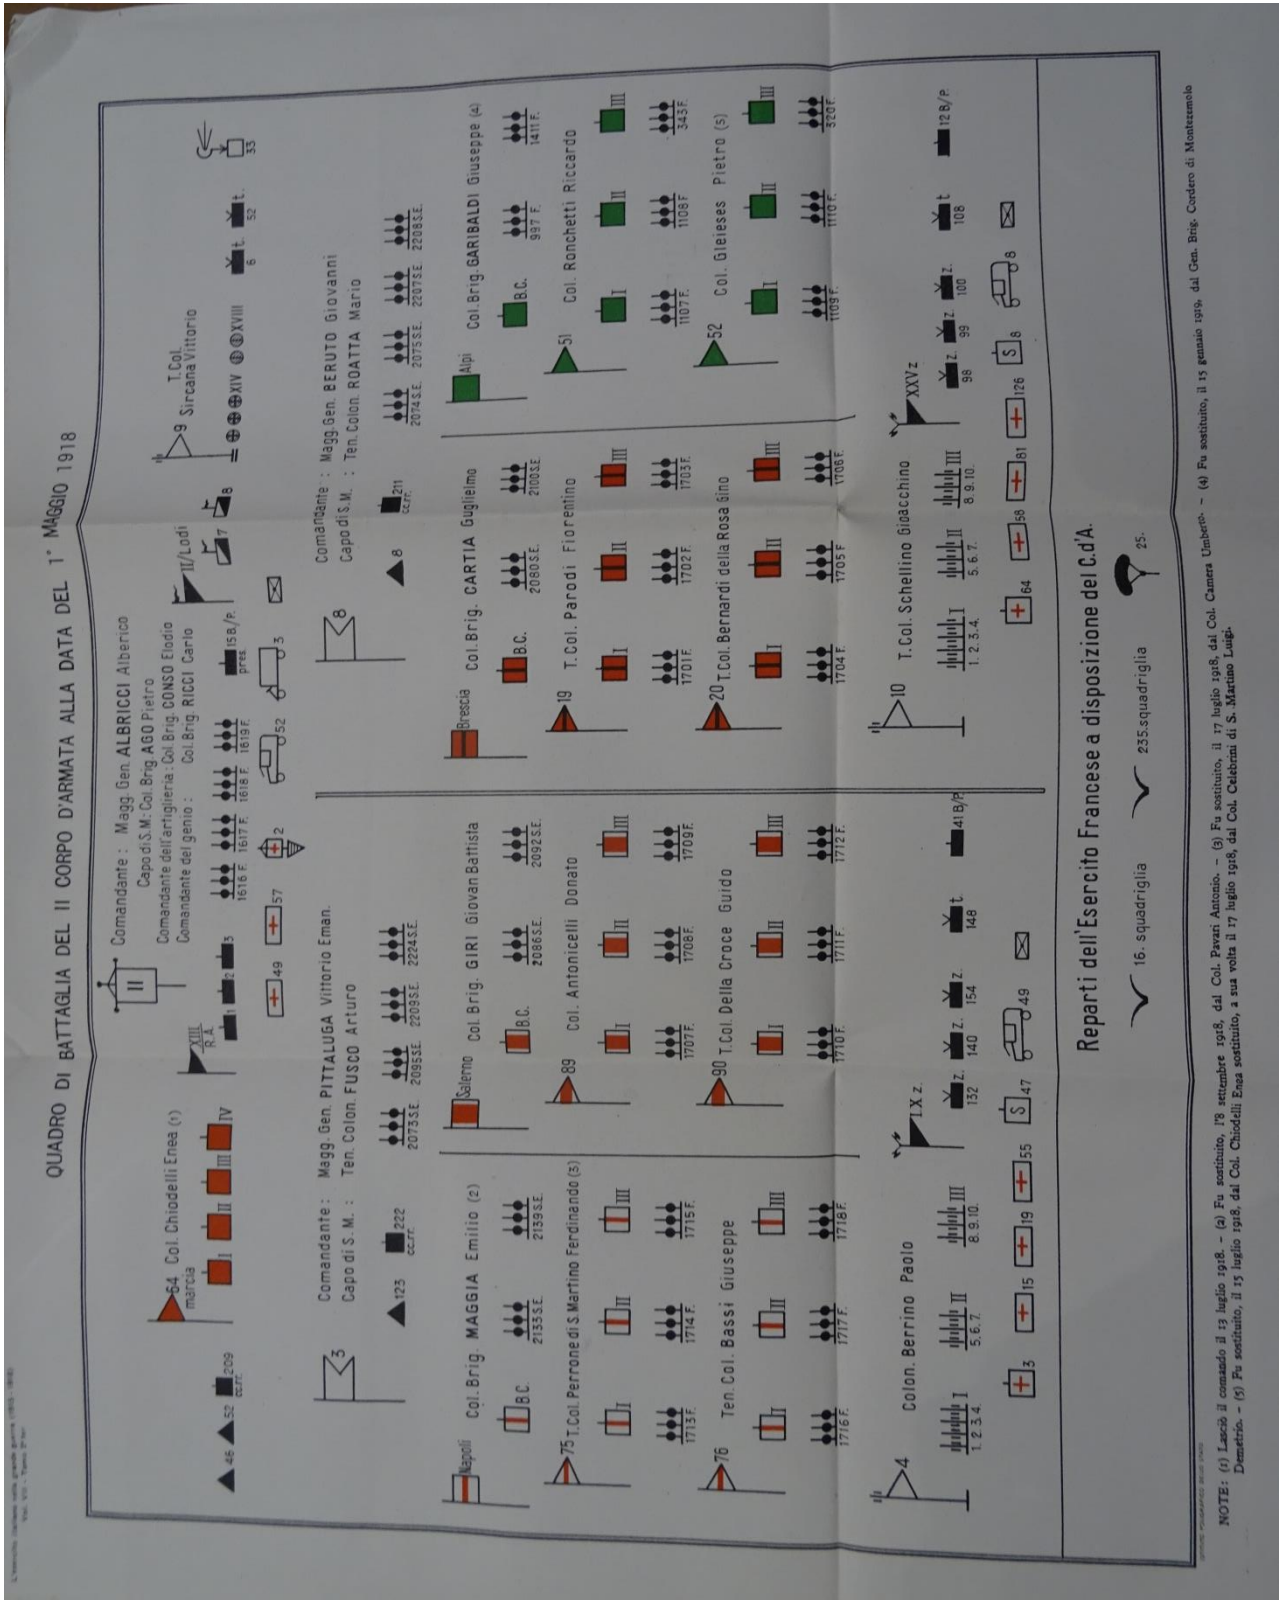 QUADRO DI BATTAGLIA DEL II CORPO D'ARMATA ALLA DATA DEL 1° MAGGIO 1918
Comandante : Magg. Gen. ALBRICCI Alberico
Capo di S.M: Col. Brig. AGO Pietro
Comandante dell'artiglieria: Col. Brig. CONSO Elodio
Comandante del genio : Col. Brig. RICCI Carlo
II
64 Col. Chiodelli Enea (1)
marcia
I II III IV
46 52 209
cc.rr.
XIII
R.A.
1 2 3
1616 F. 1617 F. 1618 F. 1619 F.
15 B/P.
pres.
49 57 2 52 3
II/Lodi
7 8
9 T. Col.
Sircana Vittorio
XIV XVIII
6 t. 52 t. 33
3
Comandante : Magg. Gen. PITTALUGA Vittorio Eman.
Capo di S.M. : Ten. Colon. FUSCO Arturo
123 222
cc.rr.
2073 S.E. 2095 S.E. 2209 S.E. 2224 S.E.
Napoli Col. Brig. MAGGIA Emilio (2)
B.C. 2133 S.E. 2139 S.E.
75 T. Col. Perrone di S. Martino Ferdinando (3)
I II III
1713 F. 1714 F. 1715 F.
76 Ten. Col. Bassi Giuseppe
I II III
1716 F. 1717 F. 1718 F.
Salerno Col. Brig. GIRI Giovan Battista
B.C. 2086 S.E. 2092 S.E.
89 Col. Antonicelli Donato
I II III
1707 F. 1708 F. 1709 F.
90 T. Col. Della Croce Guido
I II III
1710 F. 1711 F. 1712 F.
4 Colon. Berrino Paolo
I II III
1. 2. 3. 4. 5. 6. 7. 8. 9. 10.
I.X z.
132 z. 140 z. 154 z. 148 t. 41 B/P.
3 15 19 55 S 47 49
8
Comandante : Magg. Gen. BERUTO Giovanni
Capo di S.M. : Ten. Colon. ROATTA Mario
8 211
cc.rr.
2074 S.E. 2075 S.E. 2207 S.E. 2208 S.E.
Brescia Col. Brig. CARTIA Guglielmo
B.C. 2080 S.E. 2100 S.E.
19 T. Col. Parodi Fiorentino
I II III
1701 F. 1702 F. 1703 F.
20 T. Col. Bernardi della Rosa Gino
I II III
1704 F. 1705 F 1706 F.
Alpi Col. Brig. GARIBALDI Giuseppe (4)
B.C. 997 F. 1411 F.
51 Col. Ronchetti Riccardo
I II III
1107 F. 1108 F 343 F.
52 Col. Gleieses Pietro (5)
I II III
1109 F. 1110 F. 320 F.
10 T. Col. Schellino Gioacchino
I II III
1. 2. 3. 4. 5. 6. 7. 8. 9. 10.
XXV z
98 z. 99 z 100 z. 108 t 12 B/P.
64 58 81 126 S 8 8
Reparti dell'Esercito Francese a disposizione del C.d'A.
16. squadriglia 235. squadriglia 25.
NOTE: (1) Lasciò il comando il 13 luglio 1918. - (2) Fu sostituito, l'8 settembre 1918, dal Col. Pavari Antonio. - (3) Fu sostituito, il 17 luglio 1918, dal Col. Camera Umberto. - (4) Fu sostituito, il 15 gennaio 1919, dal Gen. Brig. Cordero di Montezemolo
Demetrio. - (5) Fu sostituito, il 15 luglio 1918, dal Col. Chiodelli Enea sostituito, a sua volta il 17 luglio 1918, dal Col. Celebrini di S. Martino Luigi.